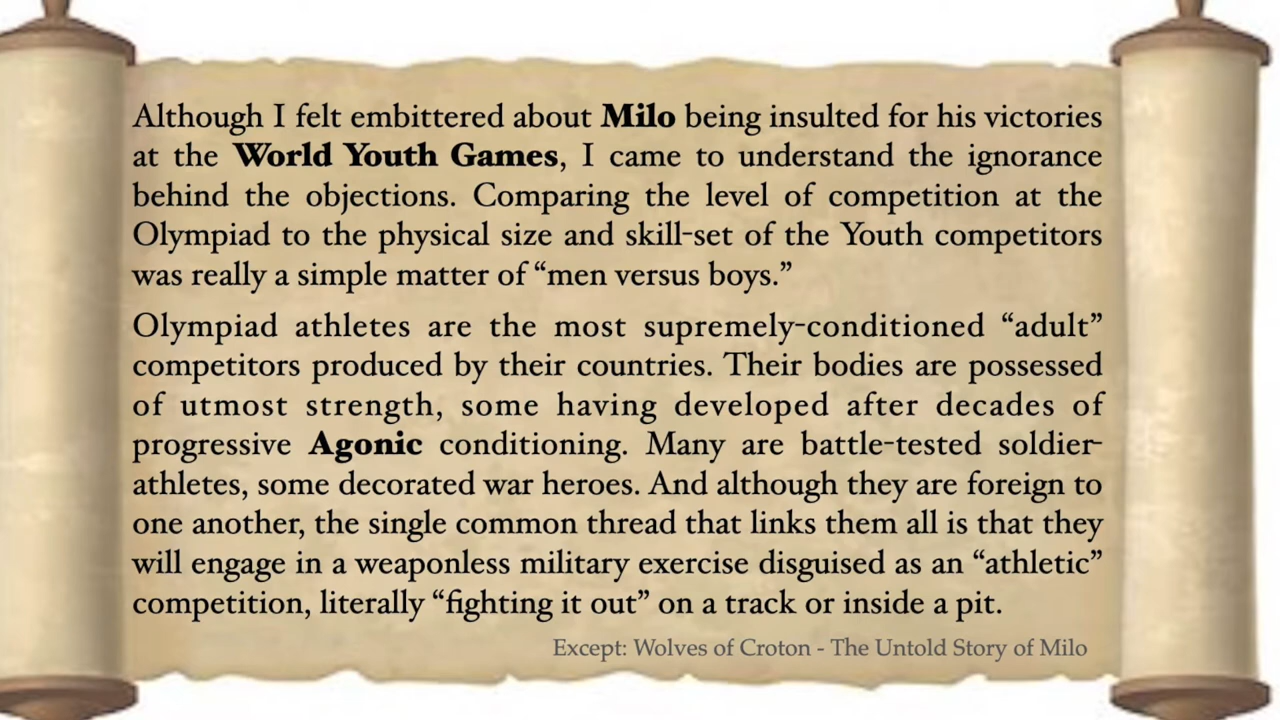 Although I felt embittered about Milo being insulted for his victories
at the World Youth Games, I came to understand the ignorance
behind the objections. Comparing the level of competition at the
Olympiad to the physical size and skill-set of the Youth competitors
was really a simple matter of “men versus boys.”
Olympiad athletes are the most supremely-conditioned “adult”
competitors produced by their countries. Their bodies are possessed
of utmost strength, some having developed after decades of
progressive Agonic conditioning. Many are battle-tested soldier-
athletes, some decorated war heroes. And although they are foreign to
one another, the single common thread that links them all is that they
will engage in a weaponless military exercise disguised as an “athletic”
competition, literally “fighting it out” on a track or inside a pit.
Except: Wolves of Croton - The Untold Story of Milo